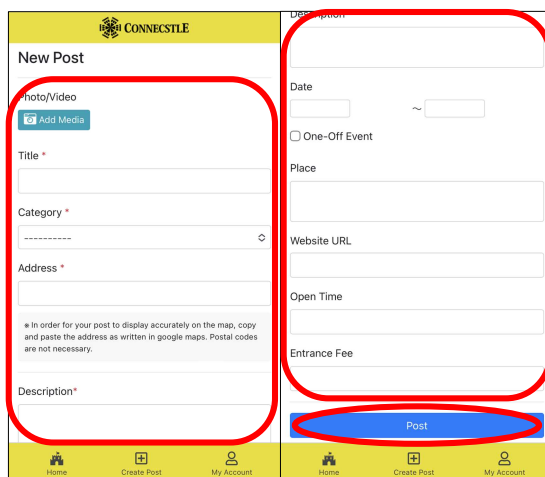 CONNECSTLE
New Post
Photo/Video
Add Media
Title *
Category *
----------
Address *
※ In order for your post to display accurately on the map, copy
and paste the address as written in google maps. Postal codes
are not necessary.
Description*
Home
Create Post
My Account
Description
Date
～
One-Off Event
Place
Website URL
Open Time
Entrance Fee
Post
Home
Create Post
My Account